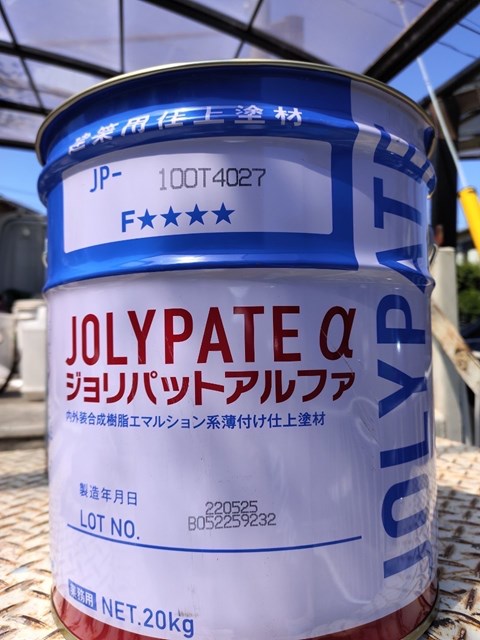 建築用仕上塗材
JP- 100T4027
F★★★★
JOLYPATE α
ジョリパットアルファ
内外装合成樹脂エマルション系薄付け仕上塗材
製造年月日 220525
LOT NO. B052259232
業務用 NET.20kg
JOLYPATE